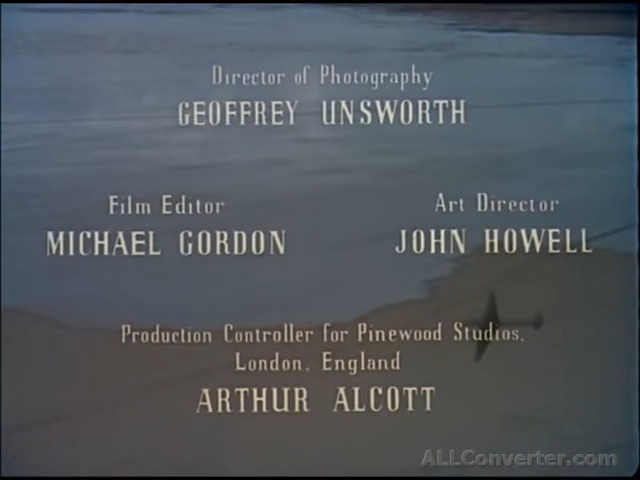 Director of Photography
GEOFFREY UNSWORTH
Film Editor
MICHAEL GORDON
Art Director
JOHN HOWELL
Production Controller for Pinewood Studios,
London, England
ARTHUR ALCOTT
ALLConverter.com